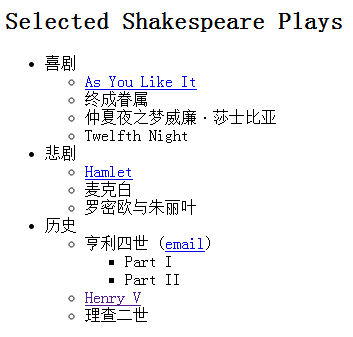 Selected Shakespeare Plays
喜剧
As You Like It
终成眷属
仲夏夜之梦威廉·莎士比亚
Twelfth Night
悲剧
Hamlet
麦克白
罗密欧与朱丽叶
历史
亨利四世 (email)
Part I
Part II
Henry V
理查二世